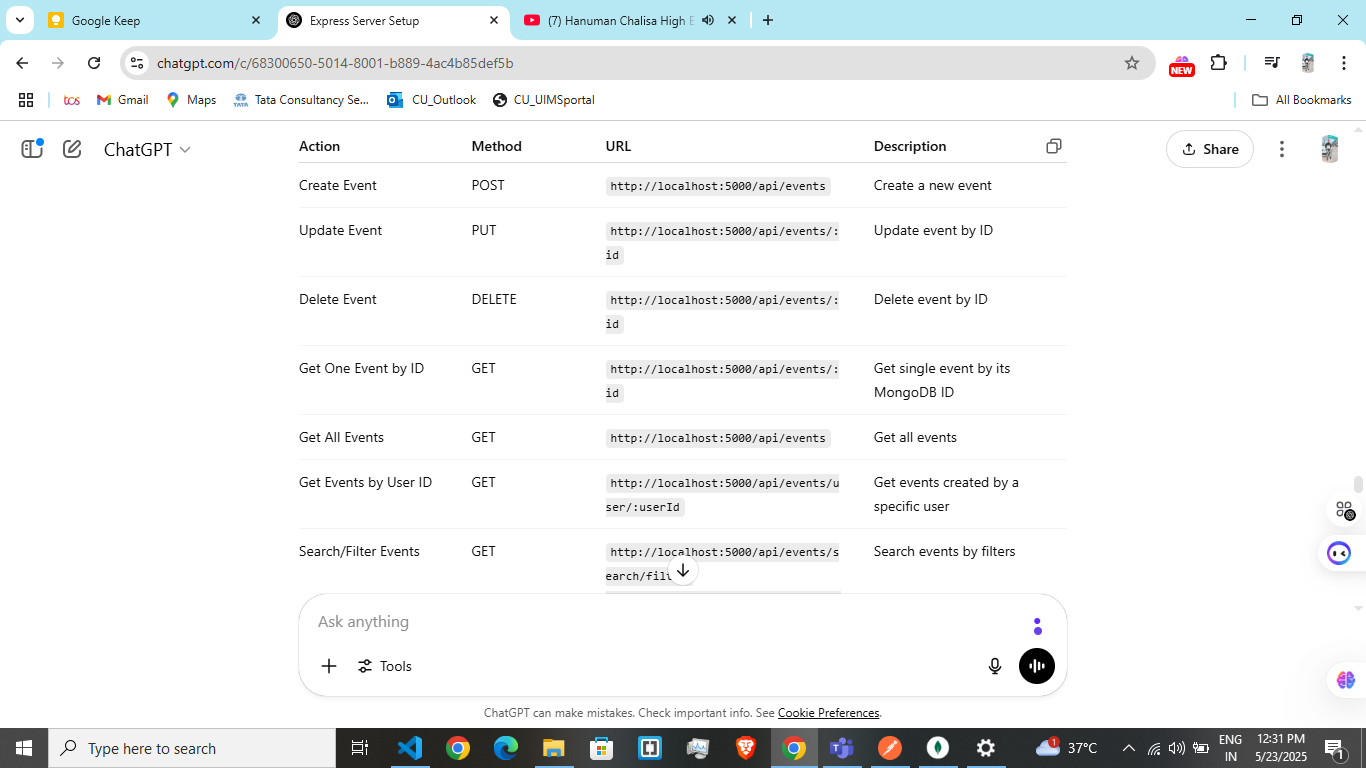 Google Keep
Express Server Setup
(7) Hanuman Chalisa High E
chatgpt.com/c/68300650-5014-8001-b889-4ac4b85def5b
NEW
tcs
Gmail
Maps
TATA
Tata Consultancy Se...
CU_Outlook
CU_UIMSportal
All Bookmarks
ChatGPT
Share
Action Method URL Description
Create Event POST http://localhost:5000/api/events Create a new event
Update Event PUT http://localhost:5000/api/events/: Update event by ID
id
Delete Event DELETE http://localhost:5000/api/events/: Delete event by ID
id
Get One Event by ID GET http://localhost:5000/api/events/: Get single event by its
id MongoDB ID
Get All Events GET http://localhost:5000/api/events Get all events
Get Events by User ID GET http://localhost:5000/api/events/u Get events created by a
ser/:userId specific user
Search/Filter Events GET http://localhost:5000/api/events/s Search events by filters
earch/fil
Ask anything
Tools
ChatGPT can make mistakes. Check important info. See Cookie Preferences.
Type here to search
1
37°C
ENG
IN
12:31 PM
5/23/2025
1